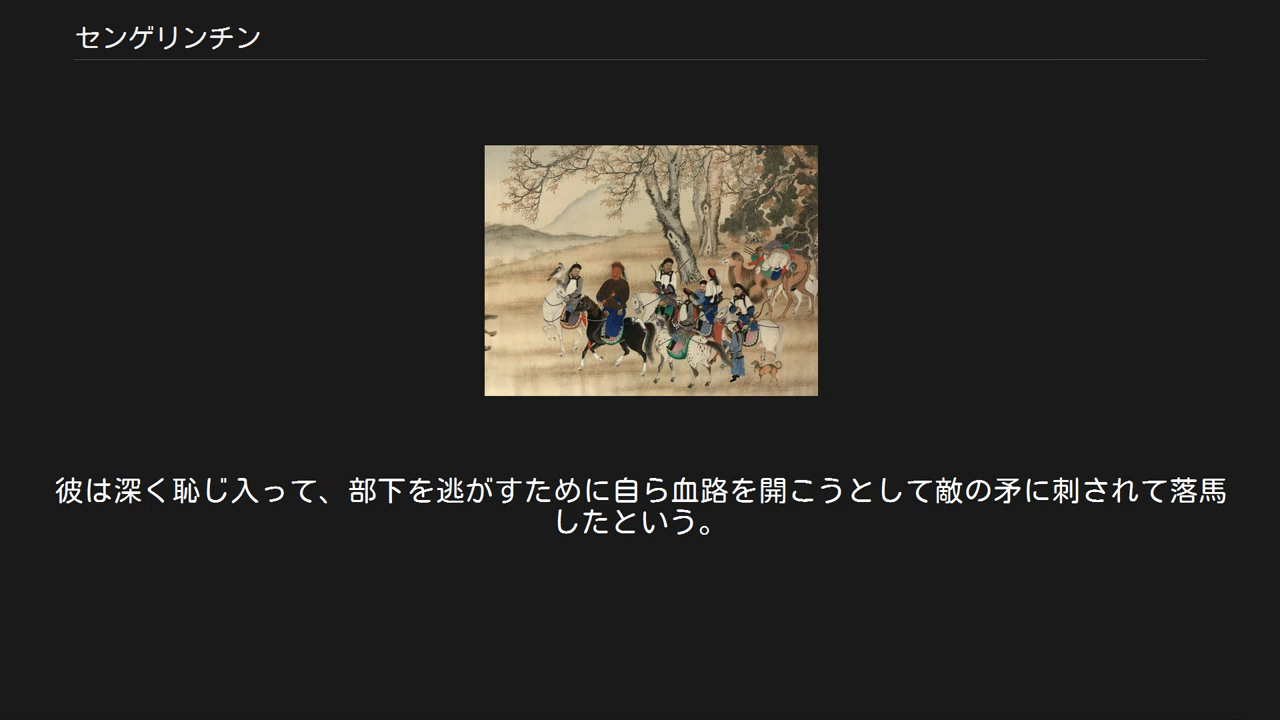 センゲリンチン
彼は深く恥じ入って、部下を逃がすために自ら血路を開こうとして敵の矛に刺されて落馬
したという。